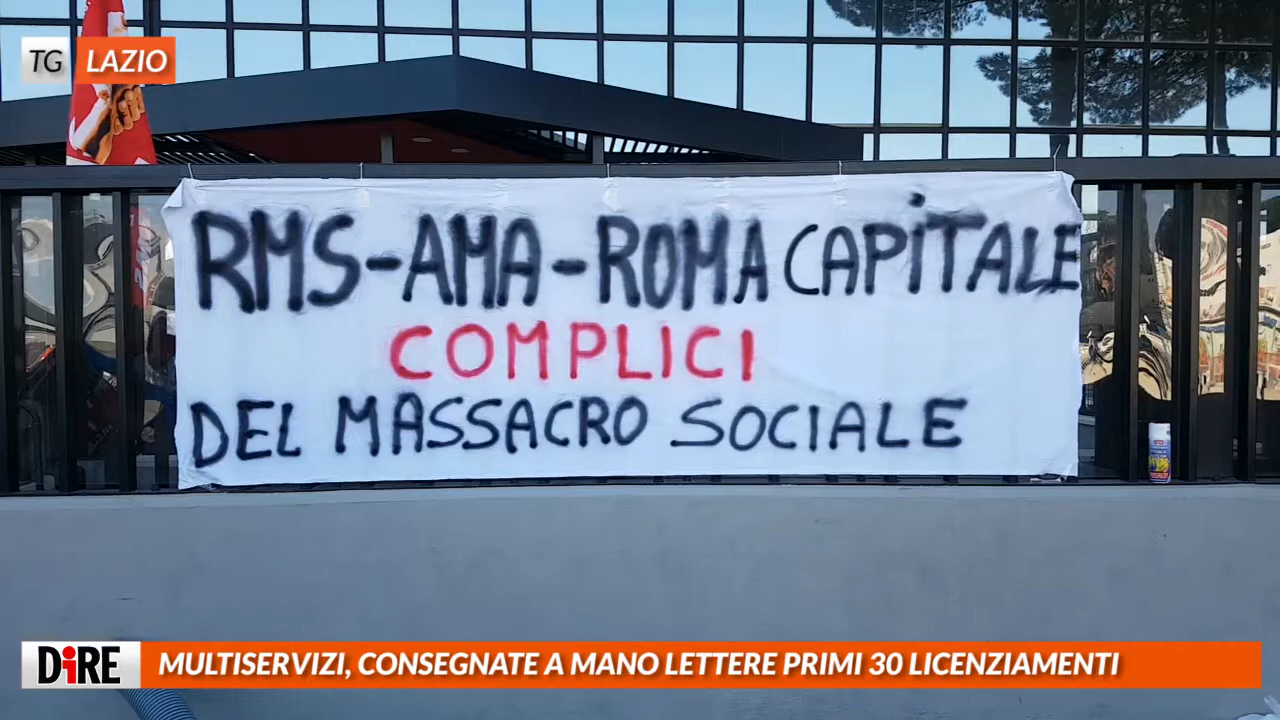 TG LAZIO
RMS-AMA-ROMA CAPITALE
COMPLICI
DEL MASSACRO SOCIALE
DiRE MULTISERVIZI, CONSEGNATE A MANO LETTERE PRIMI 30 LICENZIAMENTI